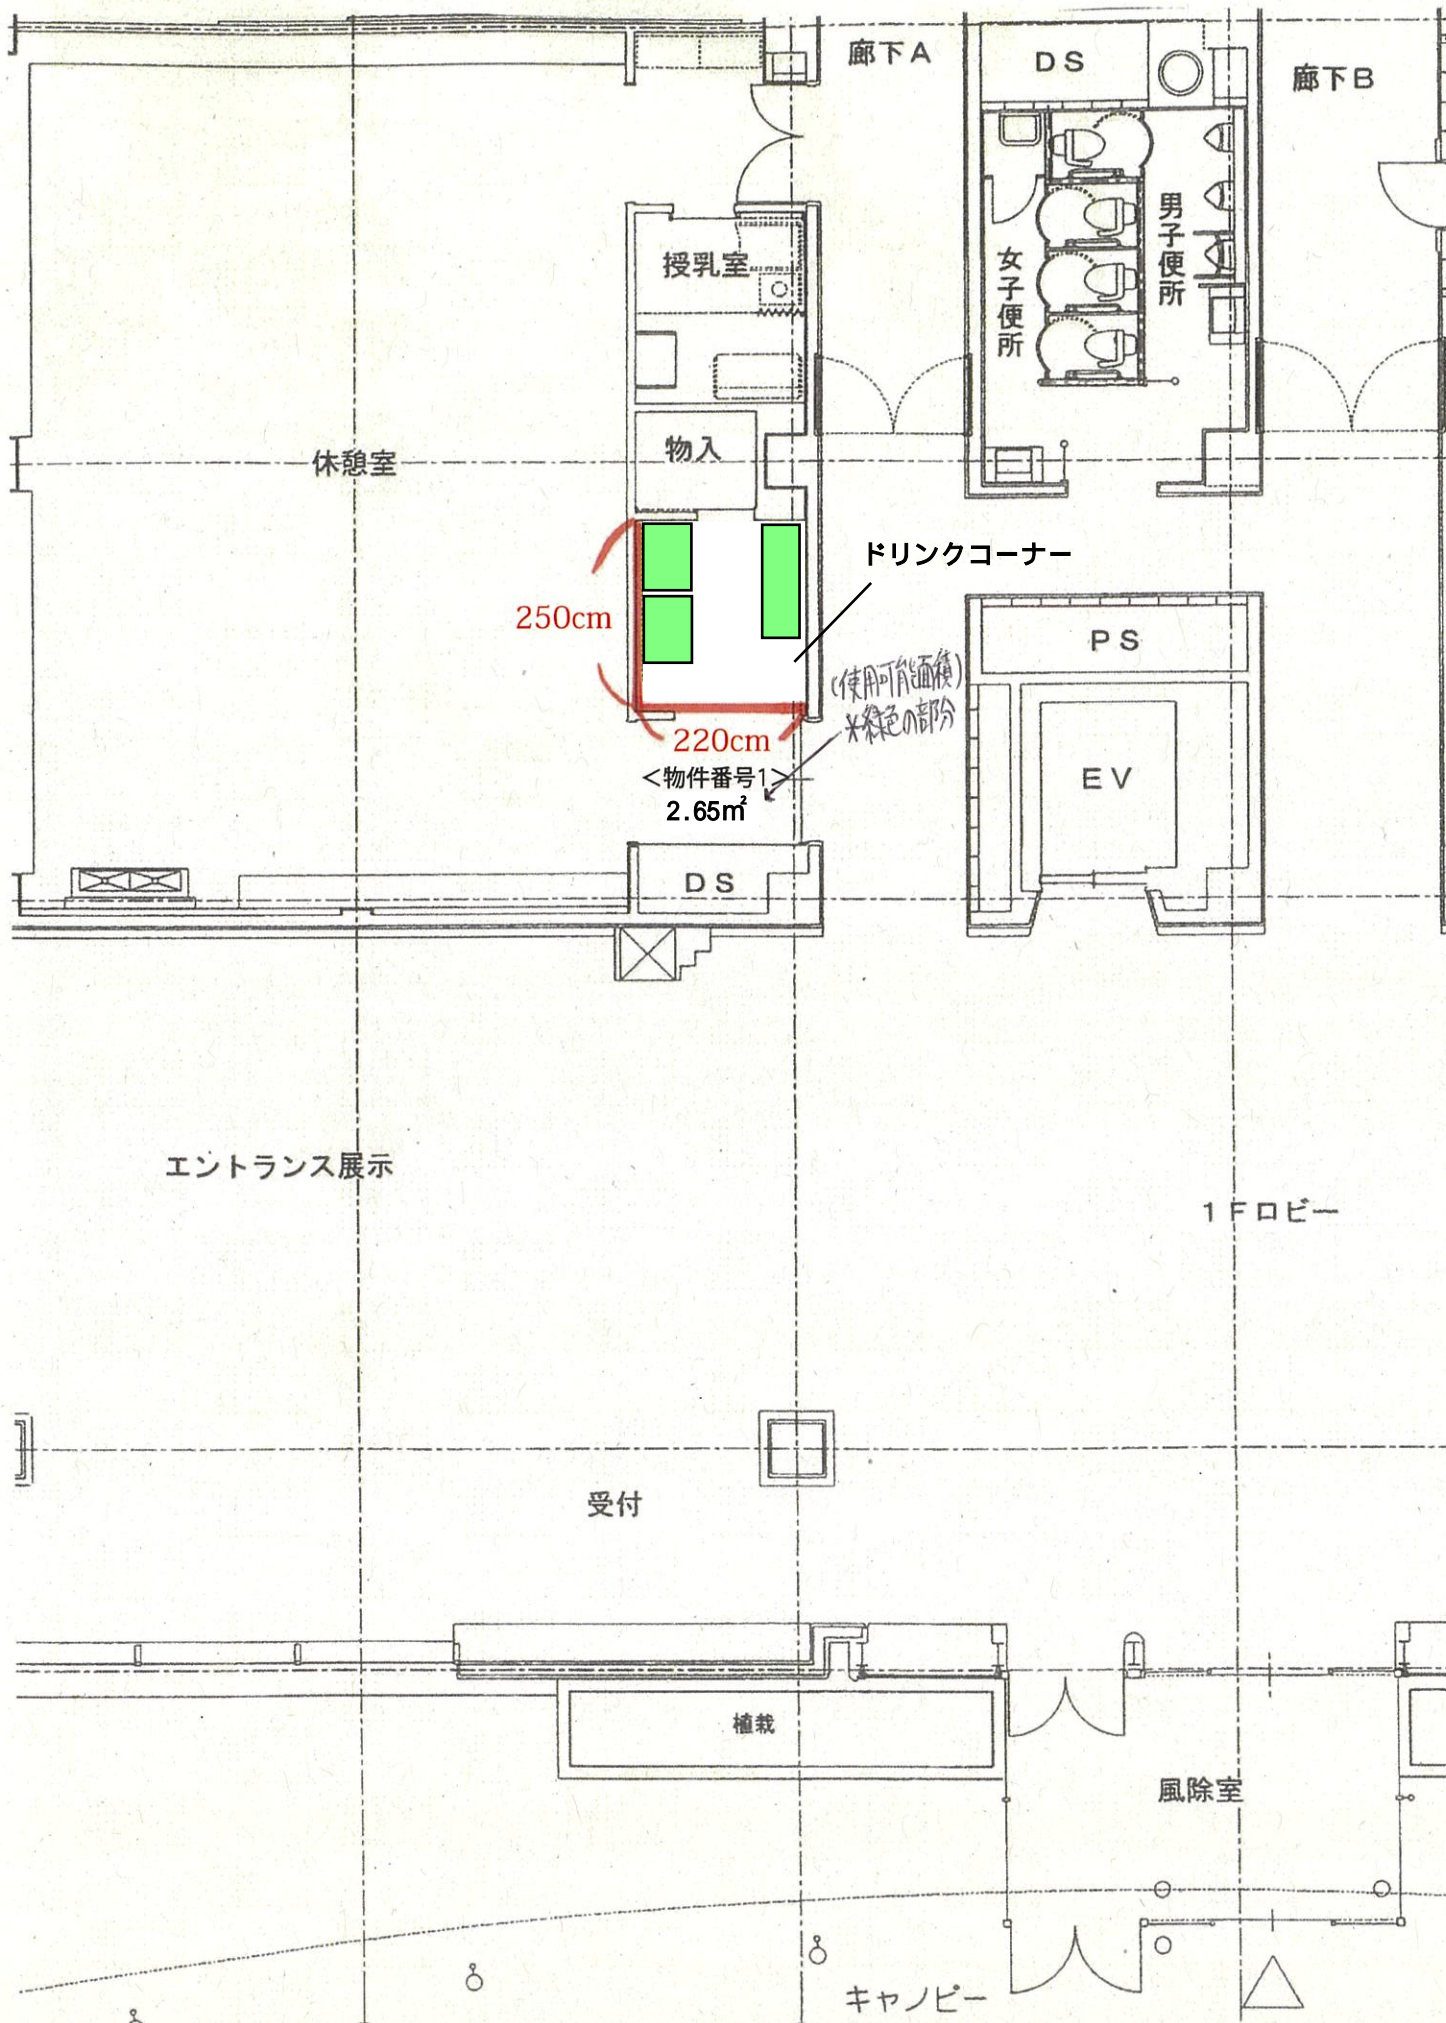 廊下A
DS
廊下B
授乳室
男子便所
女子便所
物入
休憩室
ドリンクコーナー
250cm
PS
(使用可能面積)
※緑色の部分
220cm
<物件番号1>
2.65㎡
EV
DS
エントランス展示
1Fロビー
受付
植栽
風除室
キャノピー